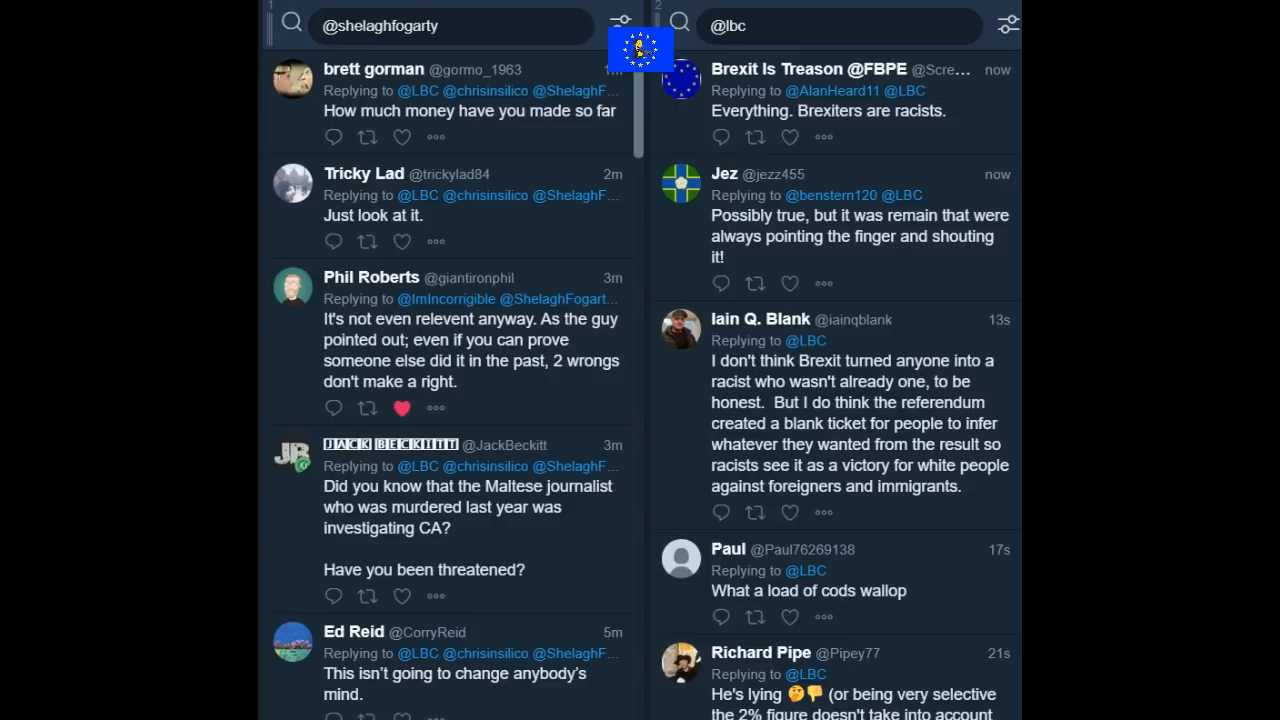 1
@shelaghfogarty
brett gorman @gormo_1963
Replying to @LBC @chrisinsilico @ShelaghF...
How much money have you made so far
Tricky Lad @trickylad84 2m
Replying to @LBC @chrisinsilico @ShelaghF...
Just look at it.
Phil Roberts @giantironphil 3m
Replying to @ImIncorrigible @ShelaghFogart...
It's not even relevent anyway. As the guy
pointed out; even if you can prove
someone else did it in the past, 2 wrongs
don't make a right.
JACK BECKITT @JackBeckitt 3m
Replying to @LBC @chrisinsilico @ShelaghF...
Did you know that the Maltese journalist
who was murdered last year was
investigating CA?
Have you been threatened?
Ed Reid @CorryReid 5m
Replying to @LBC @chrisinsilico @ShelaghF...
This isn't going to change anybody's
mind.
2
@lbc
Brexit Is Treason @FBPE @Scre... now
Replying to @AlanHeard11 @LBC
Everything. Brexiters are racists.
Jez @jezz455 now
Replying to @benstern120 @LBC
Possibly true, but it was remain that were
always pointing the finger and shouting
it!
Iain Q. Blank @iainqblank 13s
Replying to @LBC
I don't think Brexit turned anyone into a
racist who wasn't already one, to be
honest. But I do think the referendum
created a blank ticket for people to infer
whatever they wanted from the result so
racists see it as a victory for white people
against foreigners and immigrants.
Paul @Paul76269138 17s
Replying to @LBC
What a load of cods wallop
Richard Pipe @Pipey77 21s
Replying to @LBC
He's lying 🤔👎 (or being very selective
the 2% figure doesn't take into account